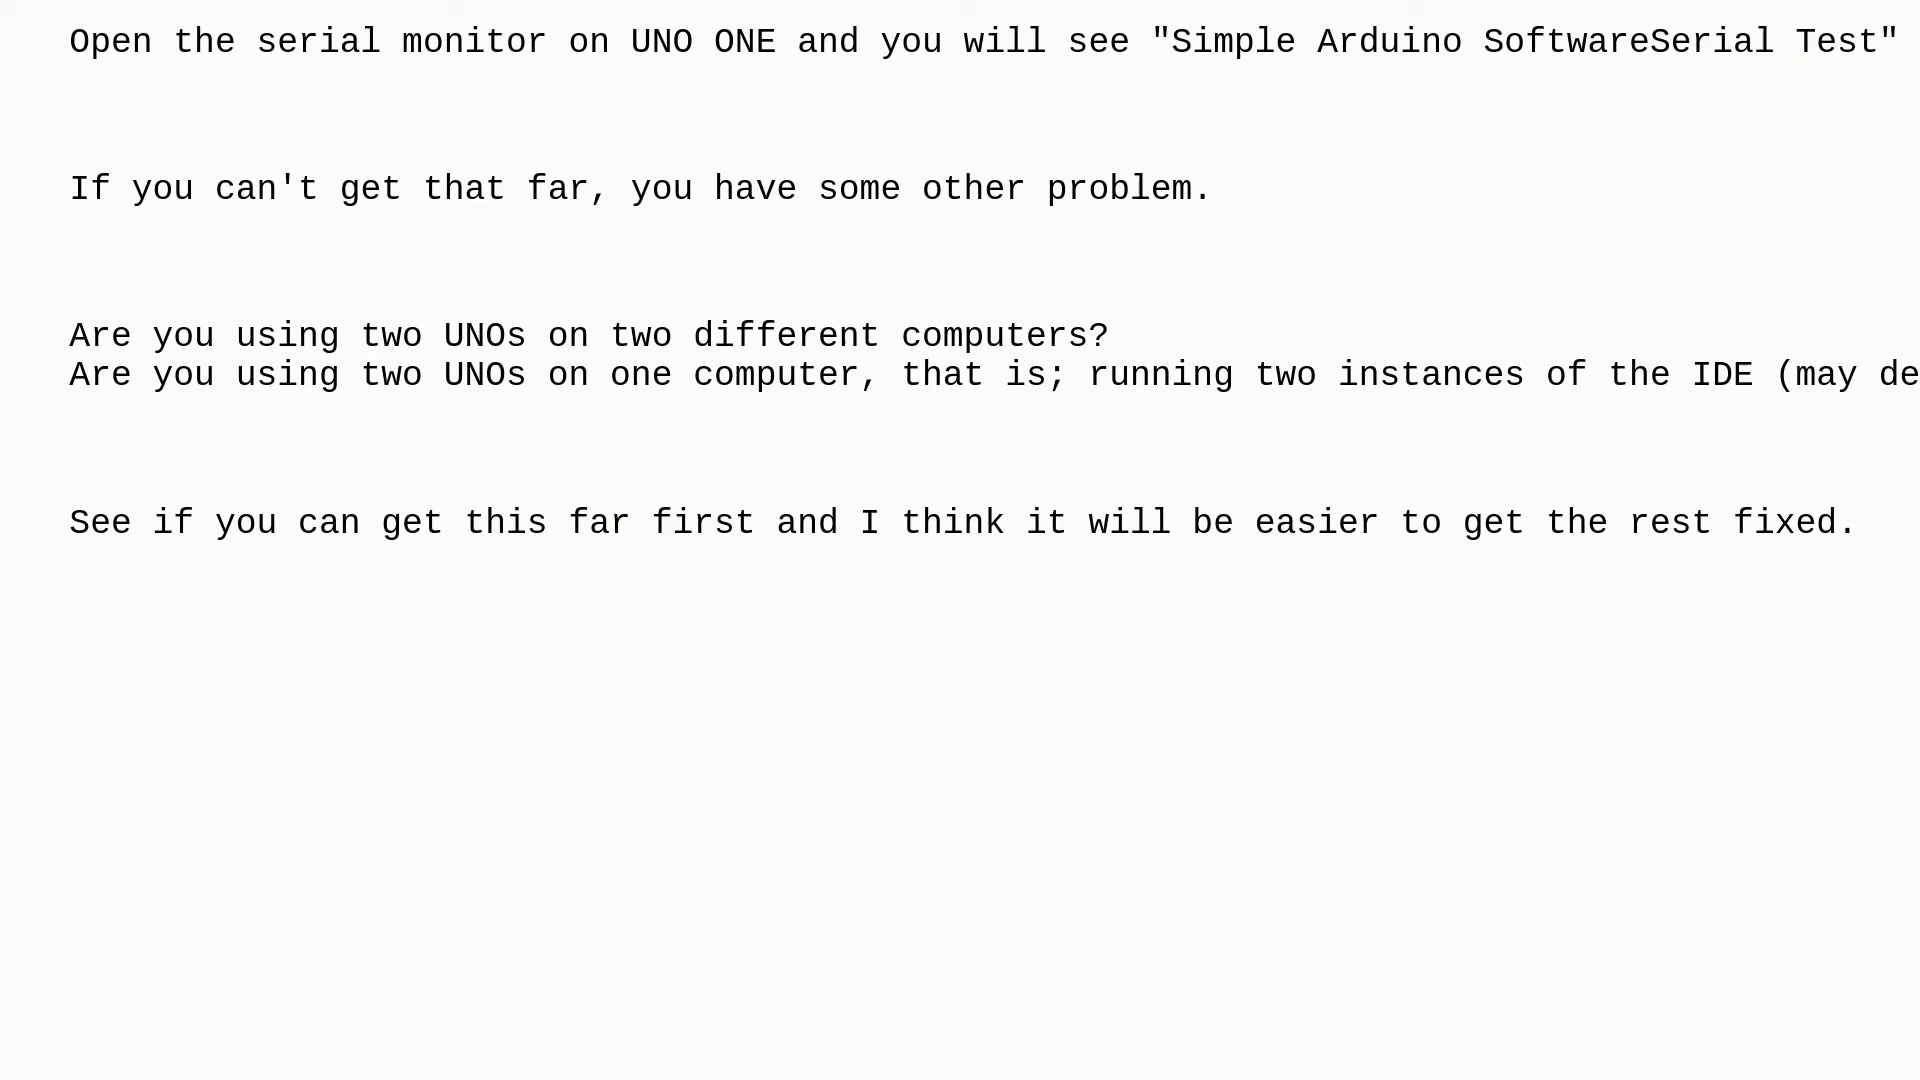 Open the serial monitor on UNO ONE and you will see "Simple Arduino SoftwareSerial Test"
If you can't get that far, you have some other problem.
Are you using two UNOs on two different computers?
Are you using two UNOs on one computer, that is; running two instances of the IDE (may
See if you can get this far first and I think it will be easier to get the rest fixed.